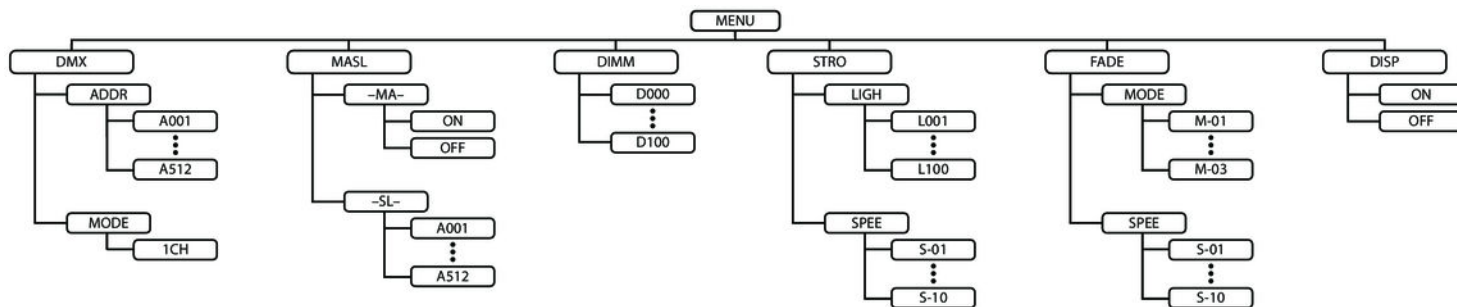 MENU
DMX
ADDR
A001
A512
MODE
1CH
MASL
–MA–
ON
OFF
–SL–
A001
A512
DIMM
D000
D100
STRO
LIGH
L001
L100
SPEE
S-01
S-10
FADE
MODE
M-01
M-03
SPEE
S-01
S-10
DISP
ON
OFF